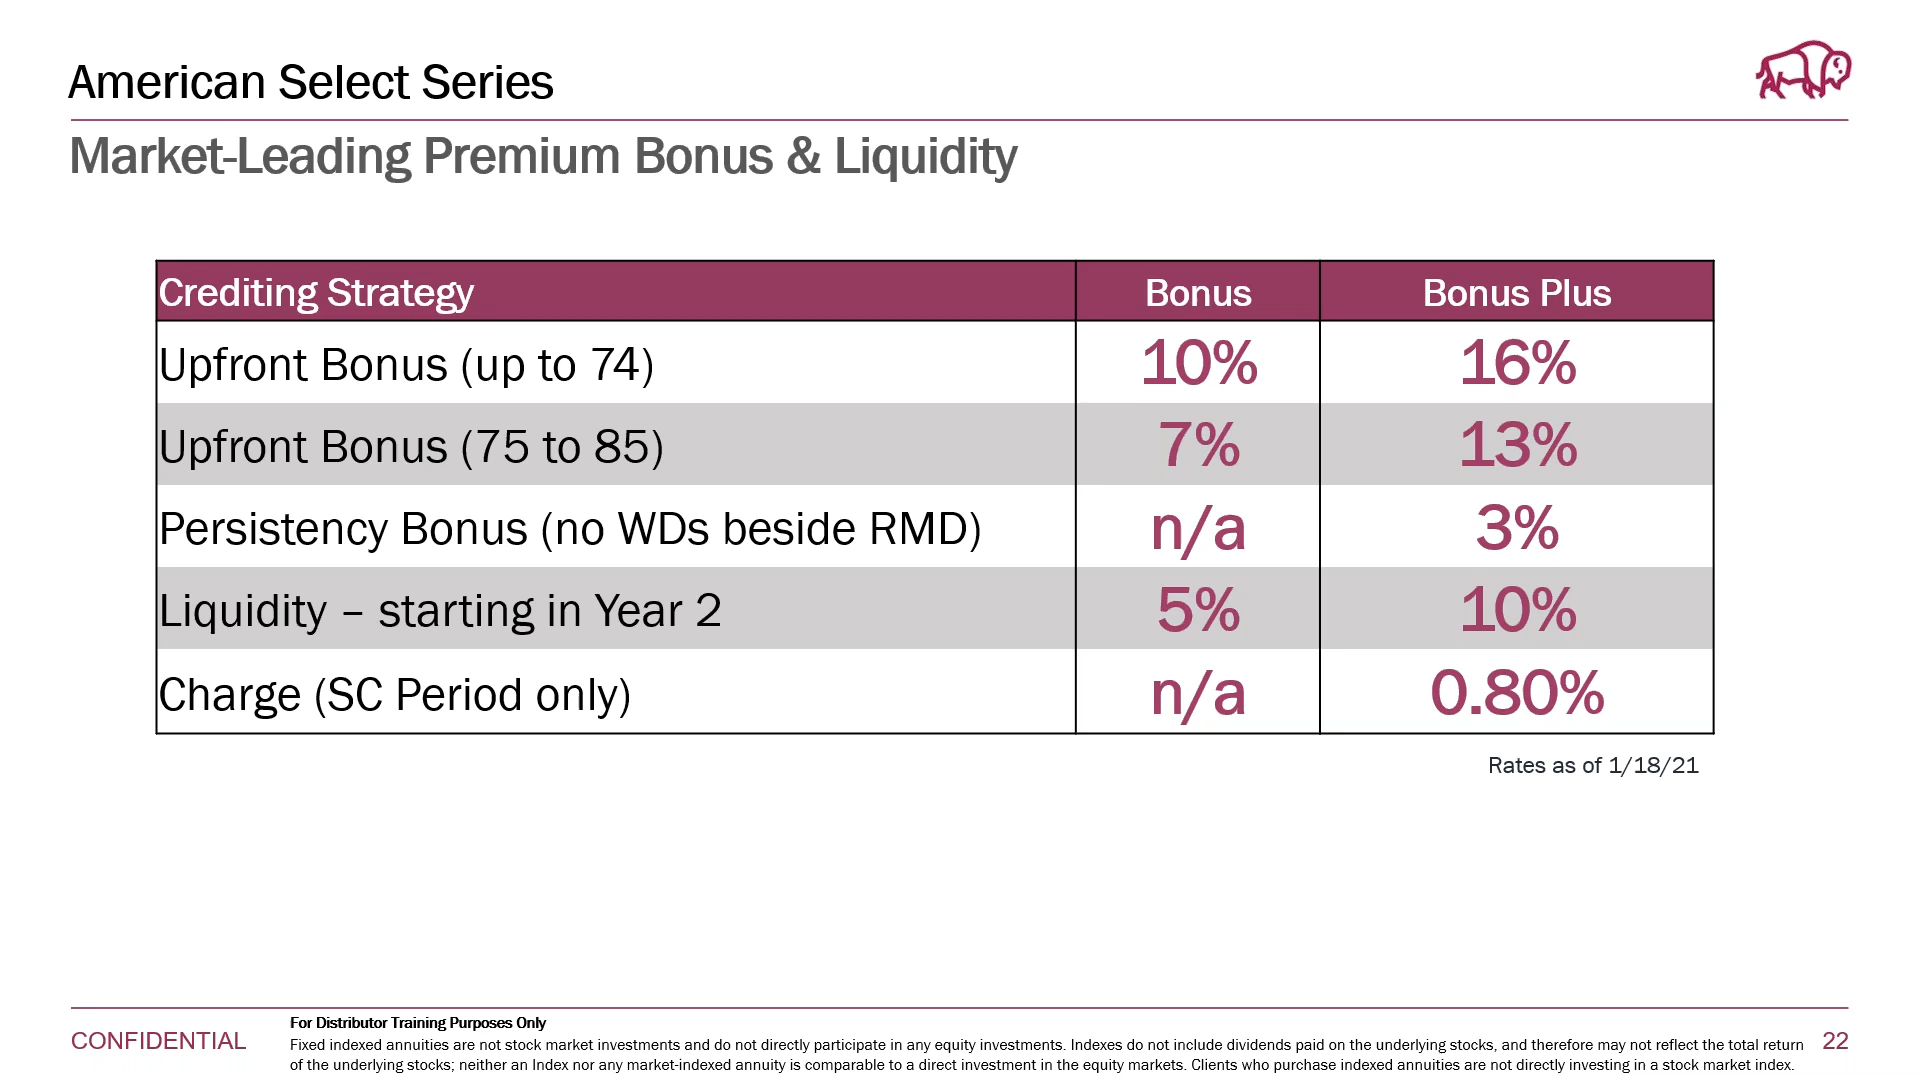 American Select Series
Market-Leading Premium Bonus & Liquidity
Crediting Strategy Bonus Bonus Plus
Upfront Bonus (up to 74) 10% 16%
Upfront Bonus (75 to 85) 7% 13%
Persistency Bonus (no WDs beside RMD) n/a 3%
Liquidity – starting in Year 2 5% 10%
Charge (SC Period only) n/a 0.80%
Rates as of 1/18/21
For Distributor Training Purposes Only
CONFIDENTIAL
Fixed indexed annuities are not stock market investments and do not directly participate in any equity investments. Indexes do not include dividends paid on the underlying stocks, and therefore may not reflect the total return
of the underlying stocks; neither an Index nor any market-indexed annuity is comparable to a direct investment in the equity markets. Clients who purchase indexed annuities are not directly investing in a stock market index.
22